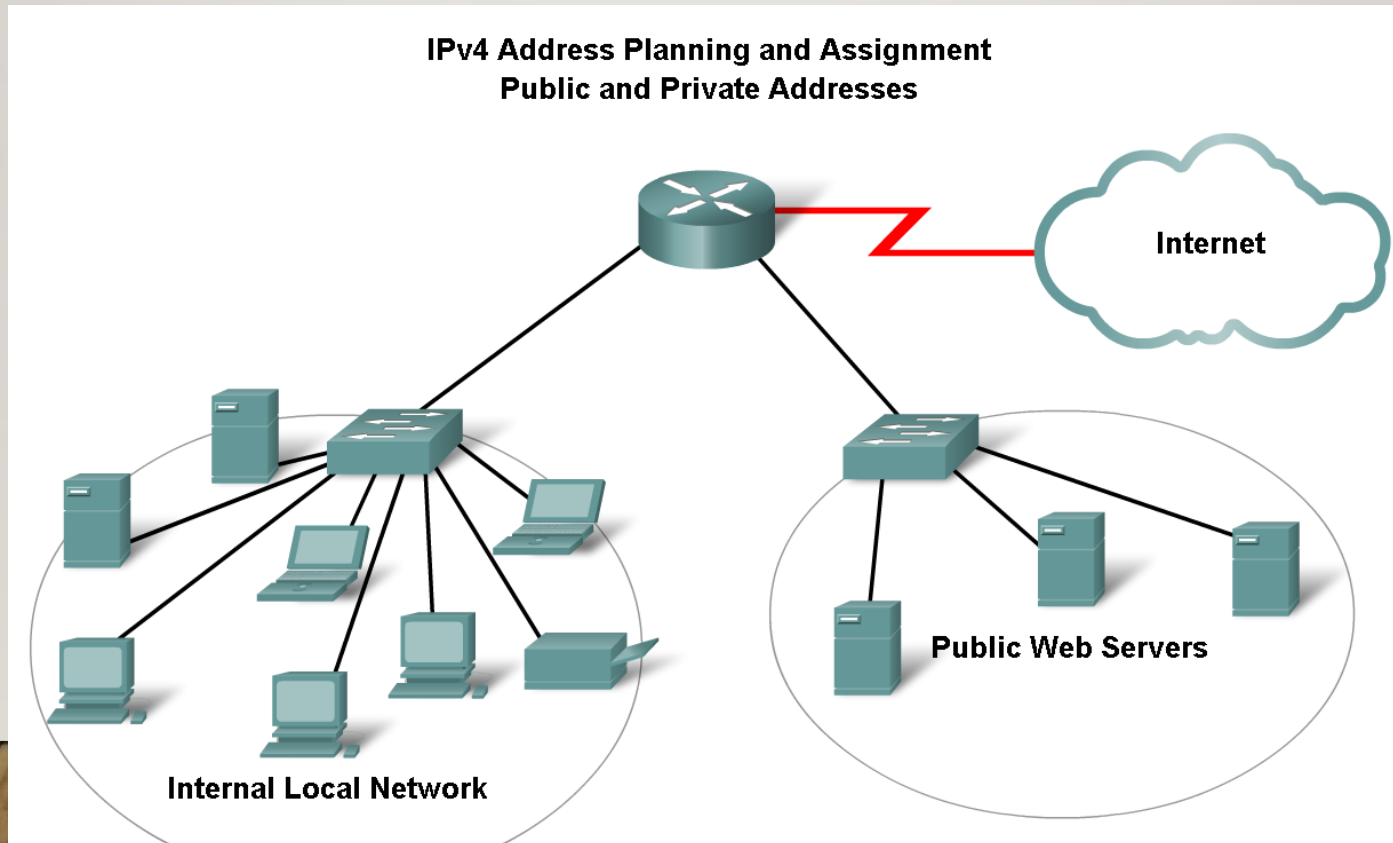 IPv4 Address Planning and Assignment
Public and Private Addresses
Internet
Public Web Servers
Internal Local Network